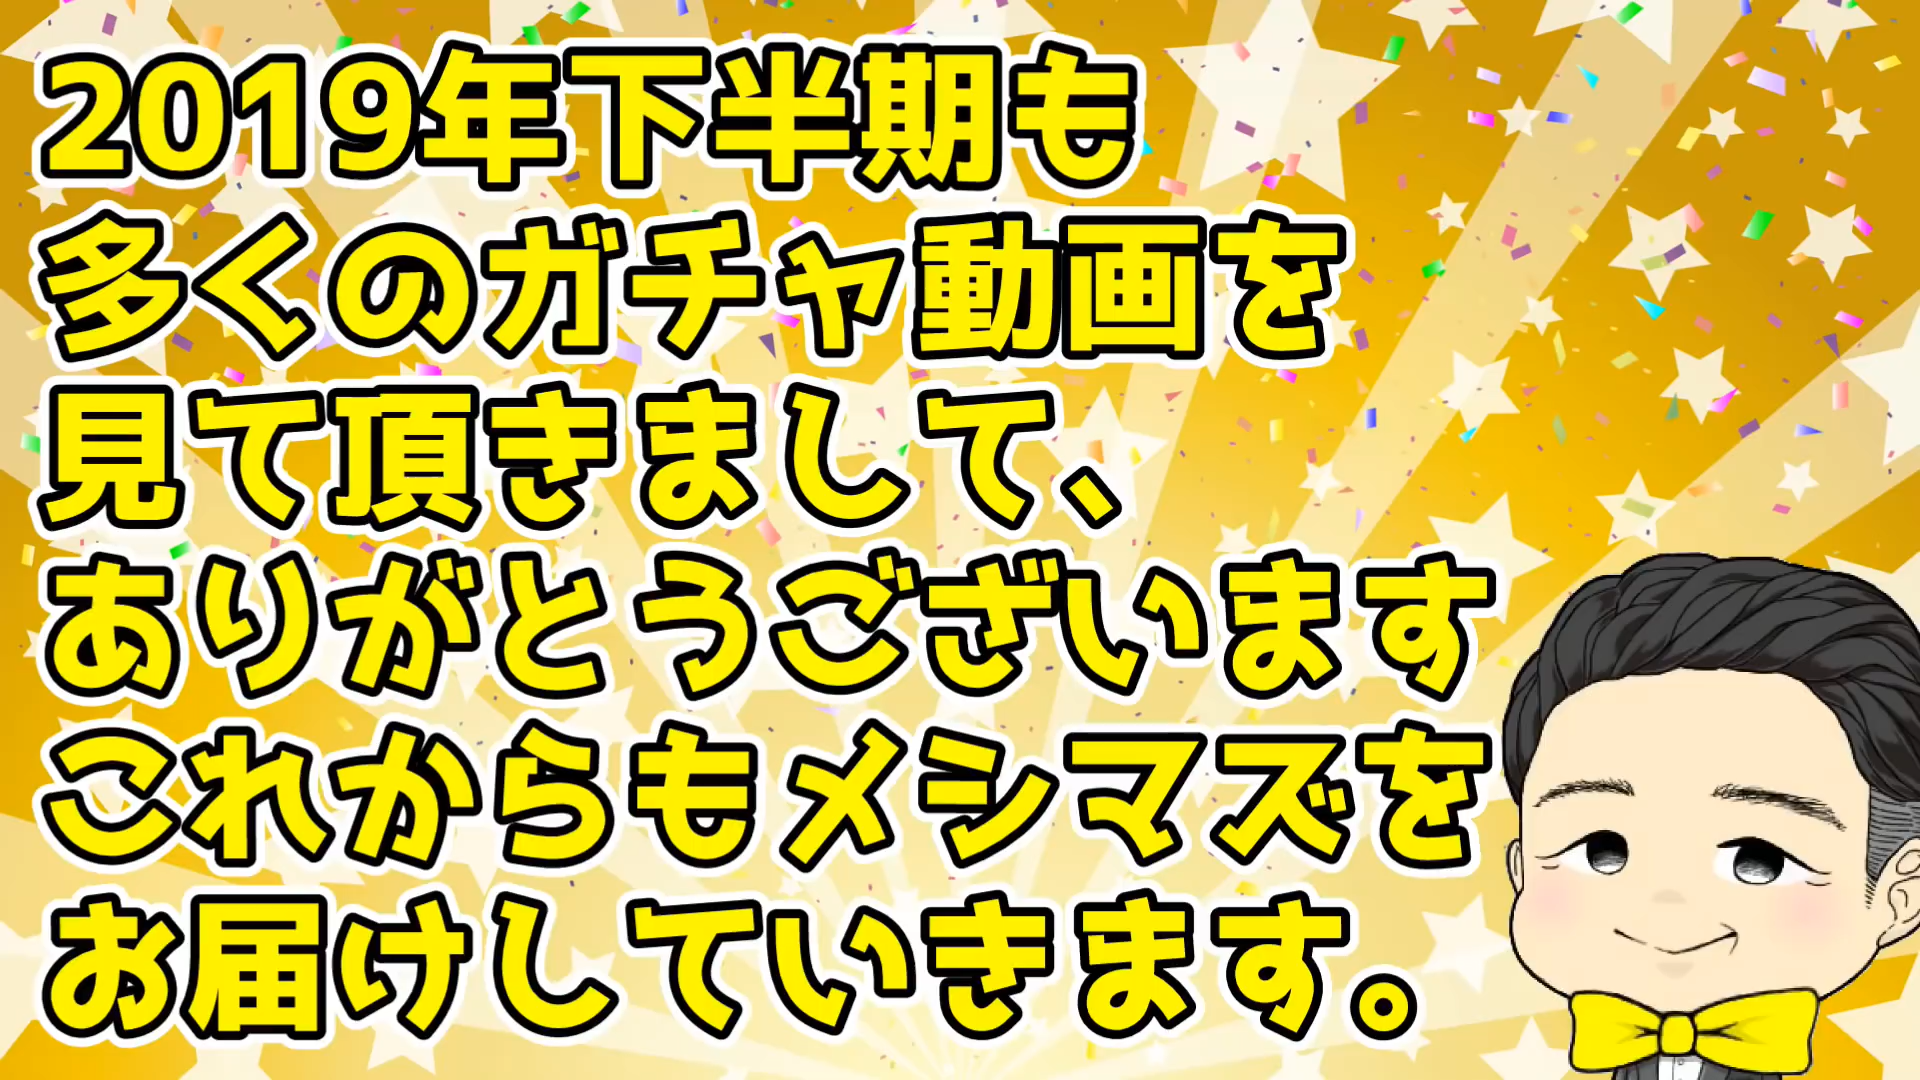 2019年下半期も
多くのガチャ動画を
見て頂きまして、
ありがとうございます
これからもメシマズを
お届けしていきます。